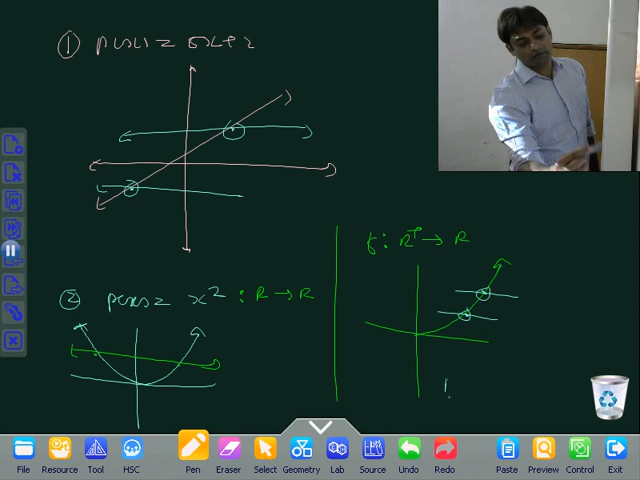 ① p(x) = 5x+2
② p(x) = x² : R → R
f : R⁺ → R
File
Resource
Tool
HSC
Pen
Eraser
Select
Geometry
Lab
Source
Undo
Redo
Paste
Preview
Control
Exit